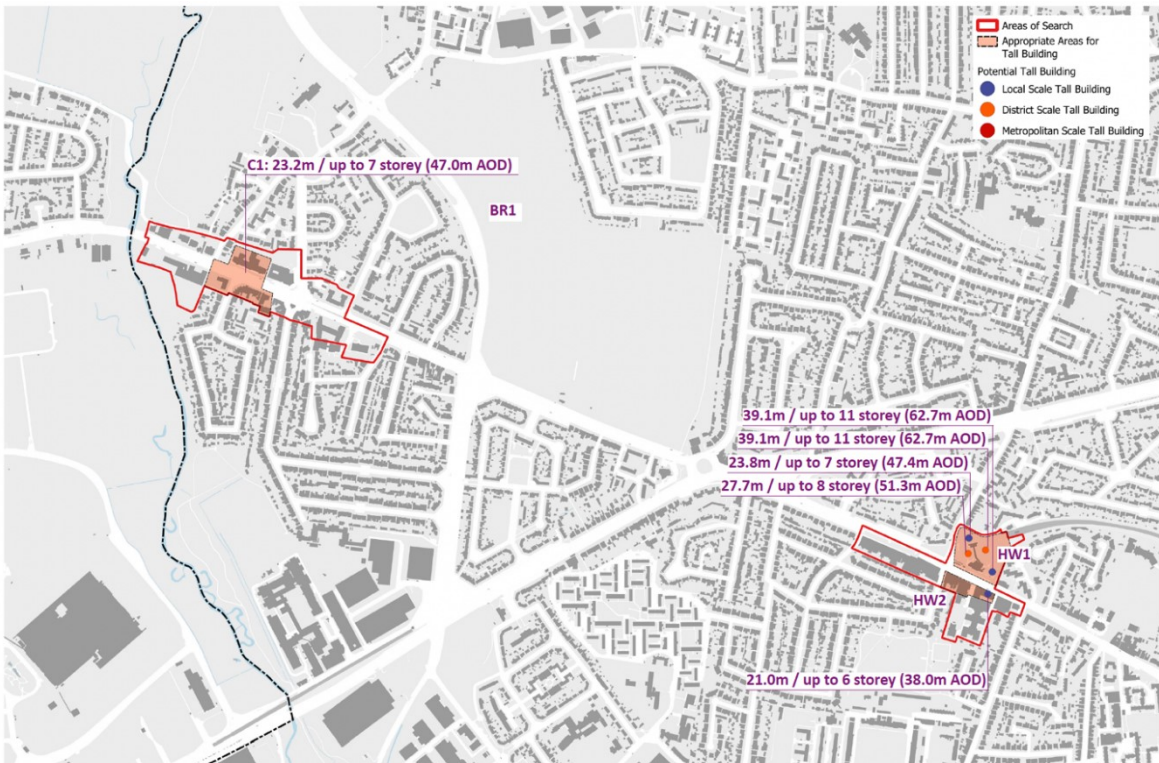 Areas of Search
Appropriate Areas for
Tall Building
Potential Tall Building
Local Scale Tall Building
District Scale Tall Building
Metropolitan Scale Tall Building
C1: 23.2m / up to 7 storey (47.0m AOD)
BR1
39.1m / up to 11 storey (62.7m AOD)
39.1m / up to 11 storey (62.7m AOD)
23.8m / up to 7 storey (47.4m AOD)
27.7m / up to 8 storey (51.3m AOD)
HW1
HW2
21.0m / up to 6 storey (38.0m AOD)